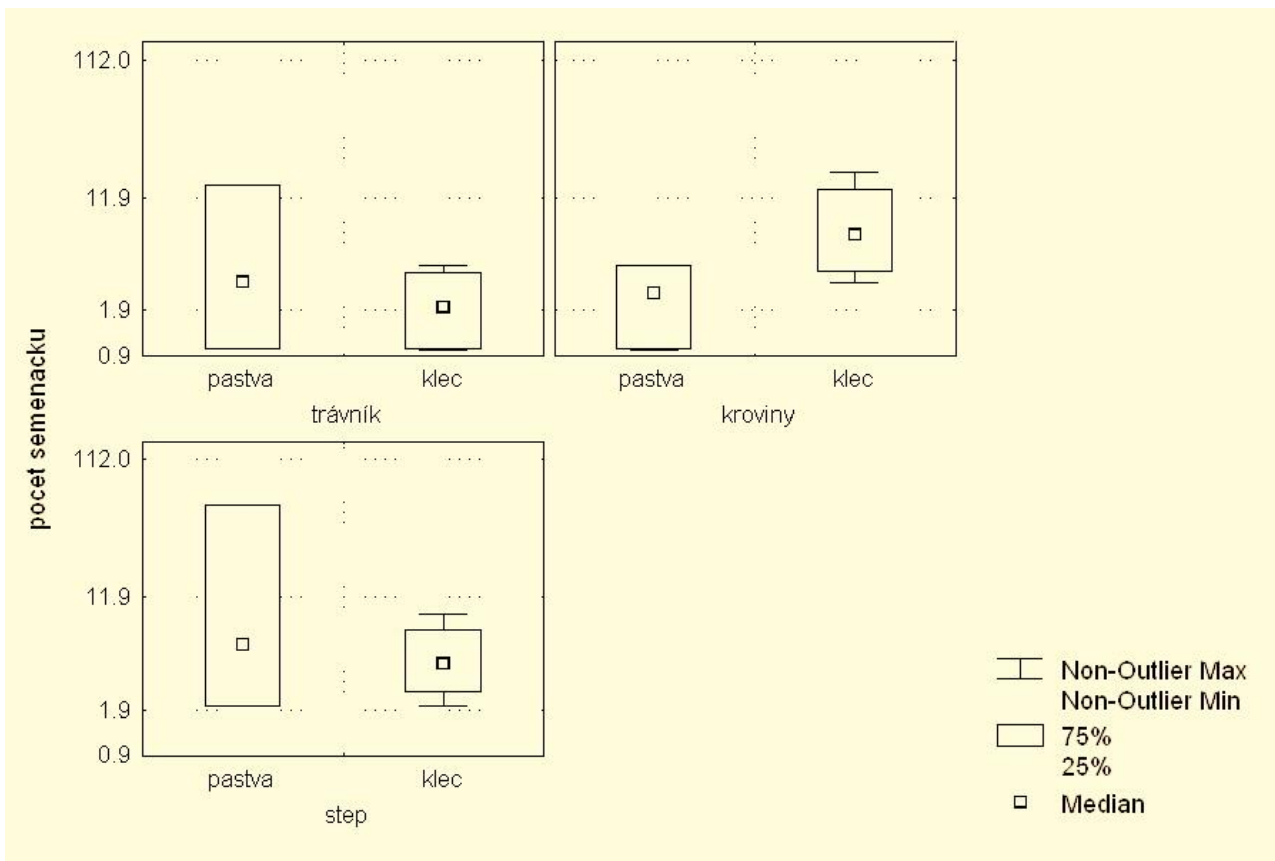 112.0
11.9
1.9
0.9
pastva
klec
trávník
pastva
klec
kroviny
pocet semenacku
112.0
11.9
1.9
0.9
pastva
klec
step
Non-Outlier Max
Non-Outlier Min
75%
25%
Median